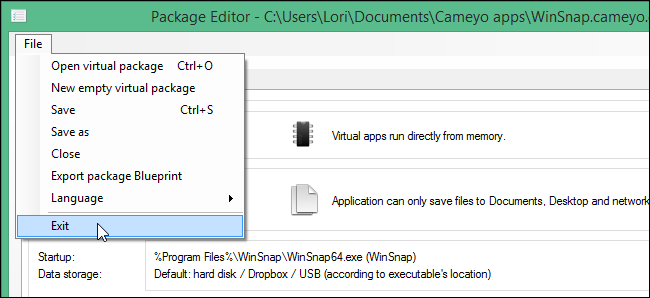 Package Editor - C:\Users\Lori\Documents\Cameyo apps\WinSnap.cameyo.
File
Open virtual package Ctrl+O
New empty virtual package
Save Ctrl+S
Save as
Close
Export package Blueprint
Language
Exit
Virtual apps run directly from memory.
Application can only save files to Documents, Desktop and network
Startup: %Program Files%\WinSnap\WinSnap64.exe (WinSnap)
Data storage: Default: hard disk / Dropbox / USB (according to executable's location)